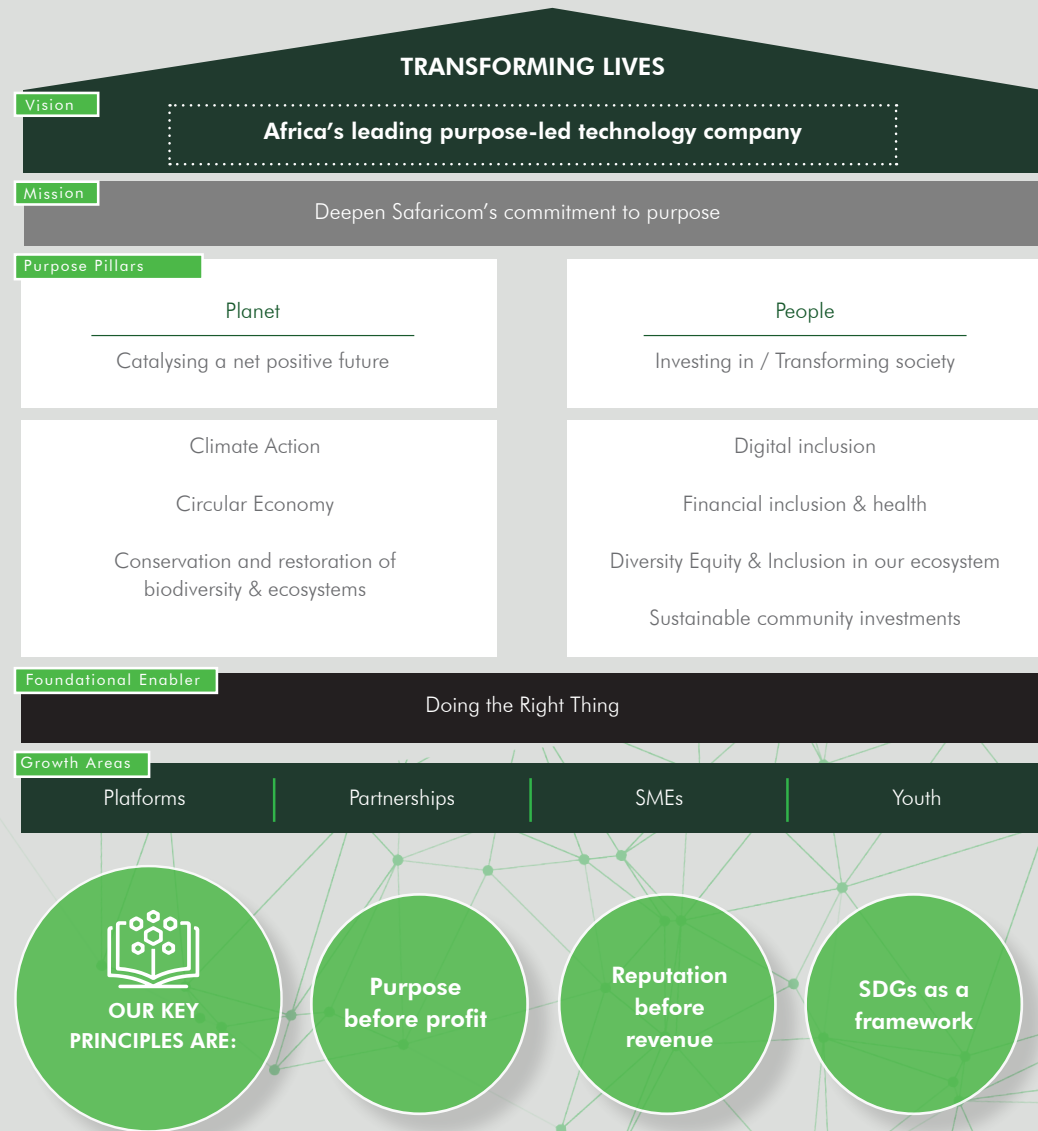 TRANSFORMING LIVES
Vision
Africa's leading purpose-led technology company
Mission
Deepen Safaricom's commitment to purpose
Purpose Pillars
Planet
Catalysing a net positive future
Climate Action
Circular Economy
Conservation and restoration of
biodiversity & ecosystems
People
Investing in / Transforming society
Digital inclusion
Financial inclusion & health
Diversity Equity & Inclusion in our ecosystem
Sustainable community investments
Foundational Enabler
Doing the Right Thing
Growth Areas
Platforms
Partnerships
SMEs
Youth
OUR KEY
PRINCIPLES ARE:
Purpose
before profit
Reputation
before
revenue
SDGs as a
framework